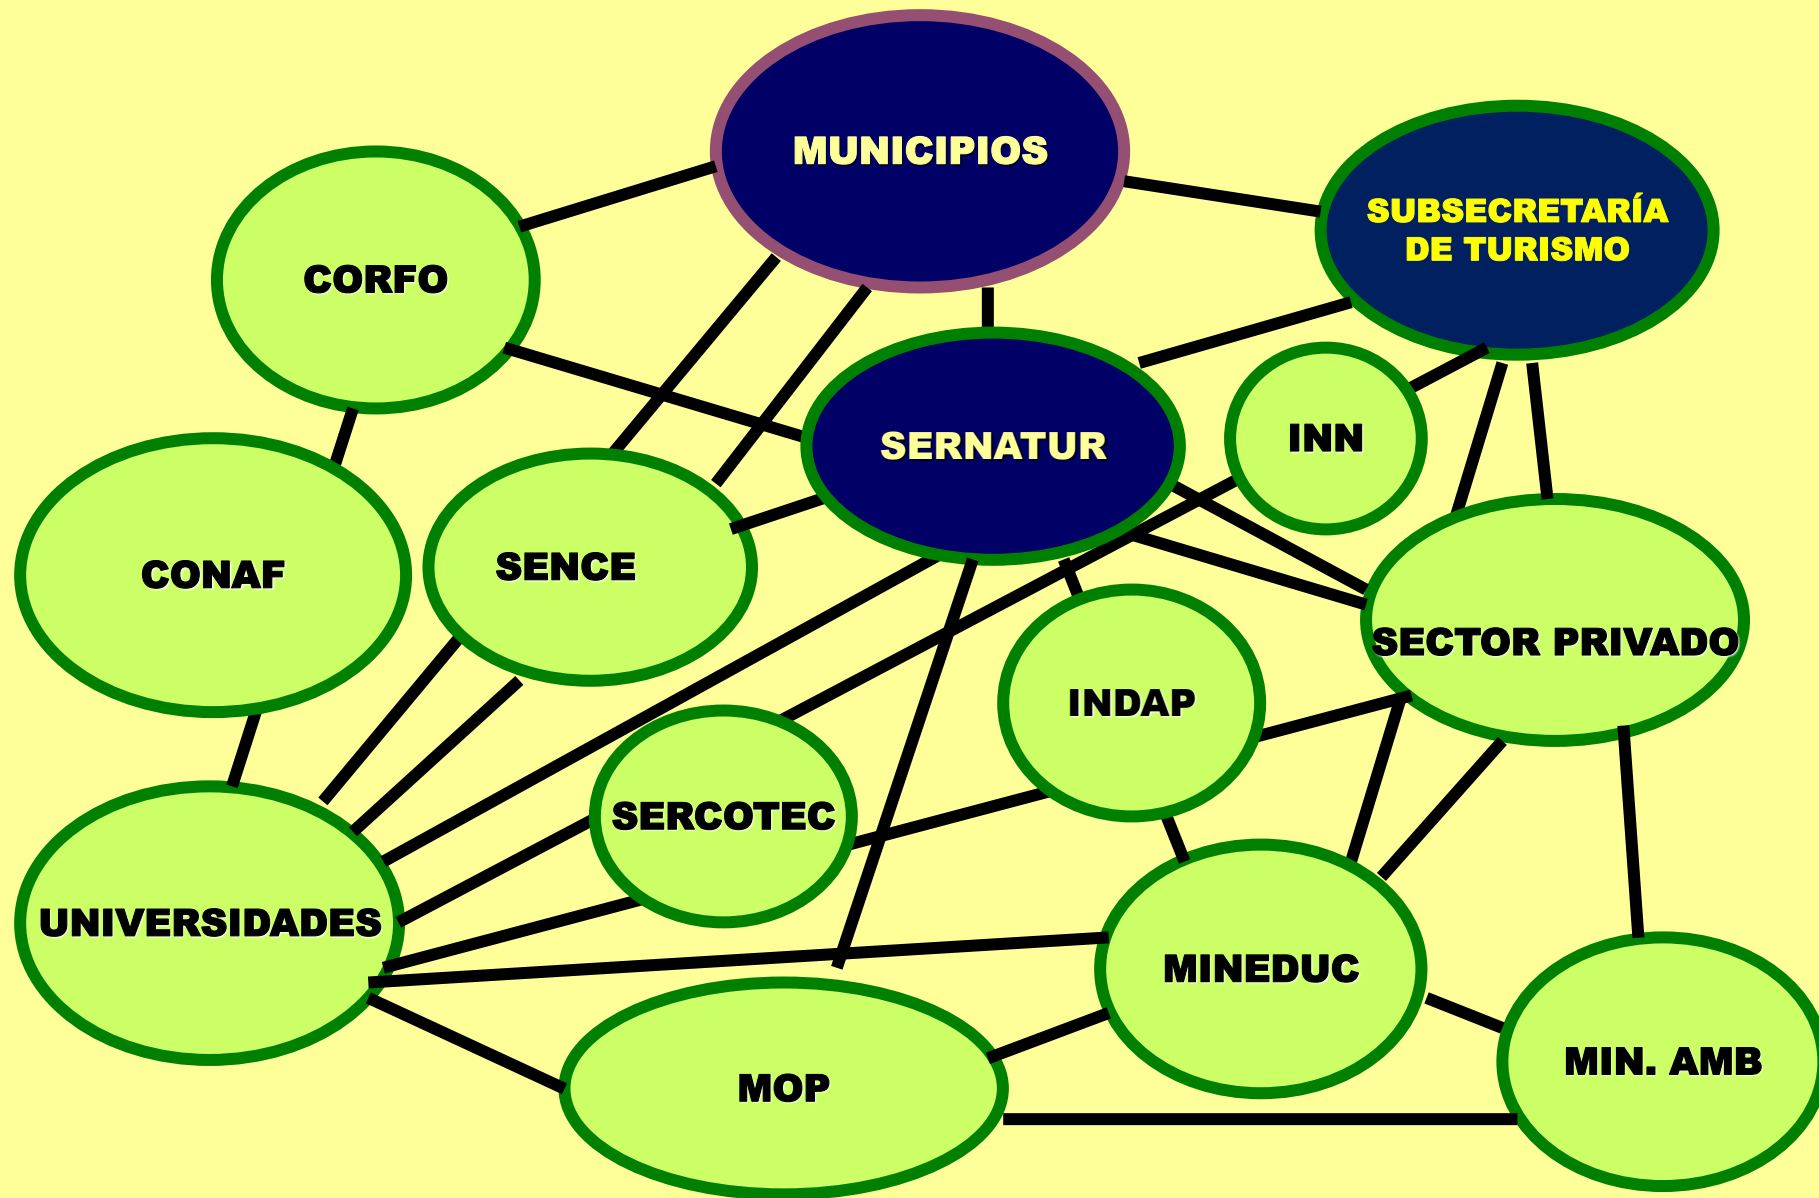 MUNICIPIOS
SUBSECRETARÍA
DE TURISMO
CORFO
SERNATUR
INN
CONAF
SENCE
SECTOR PRIVADO
INDAP
SERCOTEC
UNIVERSIDADES
MINEDUC
MOP
MIN. AMB